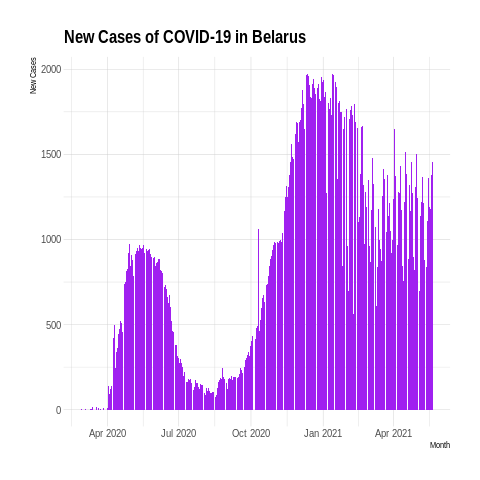 New Cases of COVID-19 in Belarus
New Cases
2000
1500
1000
500
0
Apr 2020 Jul 2020 Oct 2020 Jan 2021 Apr 2021
Month